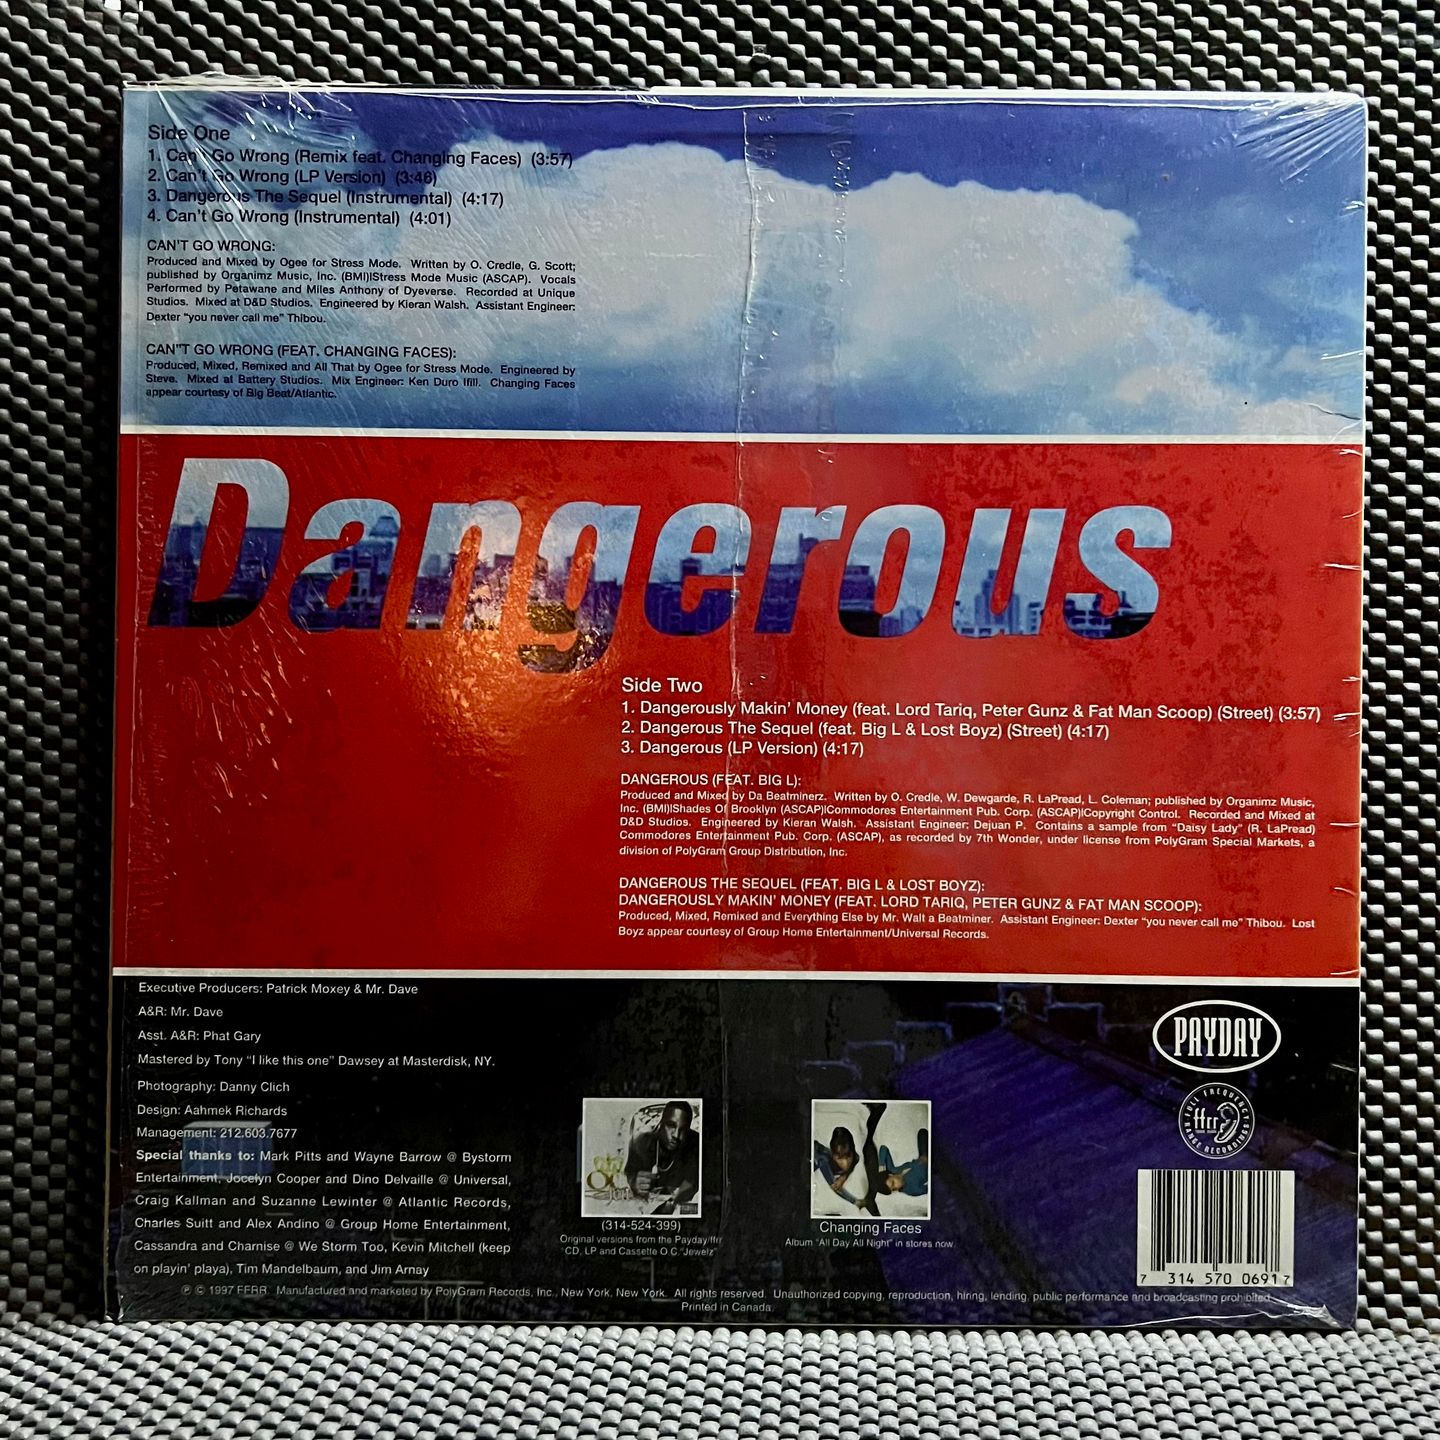 Side One
1. Can't Go Wrong (Remix feat. Changing Faces) (3:57)
2. Can't Go Wrong (LP Version) (3:46)
3. Dangerous The Sequel (Instrumental) (4:17)
4. Can't Go Wrong (Instrumental) (4:01)
CAN'T GO WRONG:
Produced and Mixed by Ogee for Stress Mode. Written by O. Credle, G. Scott;
published by Organimz Music, Inc. (BMI)|Stress Mode Music (ASCAP). Vocals
Performed by Petawane and Miles Anthony of Dyeverse. Recorded at Unique
Studios. Mixed at D&D Studios. Engineered by Kieran Walsh. Assistant Engineer:
Dexter "you never call me" Thibou.
CAN"T GO WRONG (FEAT. CHANGING FACES):
Produced, Mixed, Remixed and All That by Ogee for Stress Mode. Engineered by
Steve. Mixed at Battery Studios. Mix Engineer: Ken Duro Ifill. Changing Faces
appear courtesy of Big Beat/Atlantic.
Dangerous
Side Two
1. Dangerously Makin' Money (feat. Lord Tariq, Peter Gunz & Fat Man Scoop) (Street) (3:57)
2. Dangerous The Sequel (feat. Big L & Lost Boyz) (Street) (4:17)
3. Dangerous (LP Version) (4:17)
DANGEROUS (FEAT. BIG L):
Produced and Mixed by Da Beatminerz. Written by O. Credle, W. Dewgarde, R. LaPread, L. Coleman; published by Organimz Music,
Inc. (BMI)|Shades Of Brooklyn (ASCAP)|Commodores Entertainment Pub. Corp. (ASCAP)|Copyright Control. Recorded and Mixed at
D&D Studios. Engineered by Kieran Walsh. Assistant Engineer: Dejuan P. Contains a sample from "Daisy Lady" (R. LaPread)
Commodores Entertainment Pub. Corp. (ASCAP), as recorded by 7th Wonder, under license from PolyGram Special Markets, a
division of PolyGram Group Distribution, Inc.
DANGEROUS THE SEQUEL (FEAT. BIG L & LOST BOYZ):
DANGEROUSLY MAKIN' MONEY (FEAT. LORD TARIQ, PETER GUNZ & FAT MAN SCOOP):
Produced, Mixed, Remixed and Everything Else by Mr. Walt a Beatminer. Assistant Engineer: Dexter "you never call me" Thibou. Lost
Boyz appear courtesy of Group Home Entertainment/Universal Records.
Executive Producers: Patrick Moxey & Mr. Dave
A&R: Mr. Dave
Asst. A&R: Phat Gary
Mastered by Tony "I like this one" Dawsey at Masterdisk, NY.
Photography: Danny Clich
Design: Aahmek Richards
Management: 212.603.7677
Special thanks to: Mark Pitts and Wayne Barrow @ Bystorm
Entertainment, Jocelyn Cooper and Dino Delvaille @ Universal,
Craig Kallman and Suzanne Lewinter @ Atlantic Records,
Charles Suitt and Alex Andino @ Group Home Entertainment,
Cassandra and Charnise @ We Storm Too, Kevin Mitchell (keep
on playin' playa), Tim Mandelbaum, and Jim Arnay
(314-524-399)
Original versions from the Payday/ffrr
CD, LP and Cassette O.C."Jewelz"
Changing Faces
Album "All Day All Night" in stores now.
PAYDAY
FULL FREQUENCY
ffrr
RANGE RECORDINGS
7 314 570 0691 7
℗ © 1997 FFRR. Manufactured and marketed by PolyGram Records, Inc., New York, New York. All rights reserved. Unauthorized copying, reproduction, hiring, lending, public performance and broadcasting prohibited.
Printed in Canada.